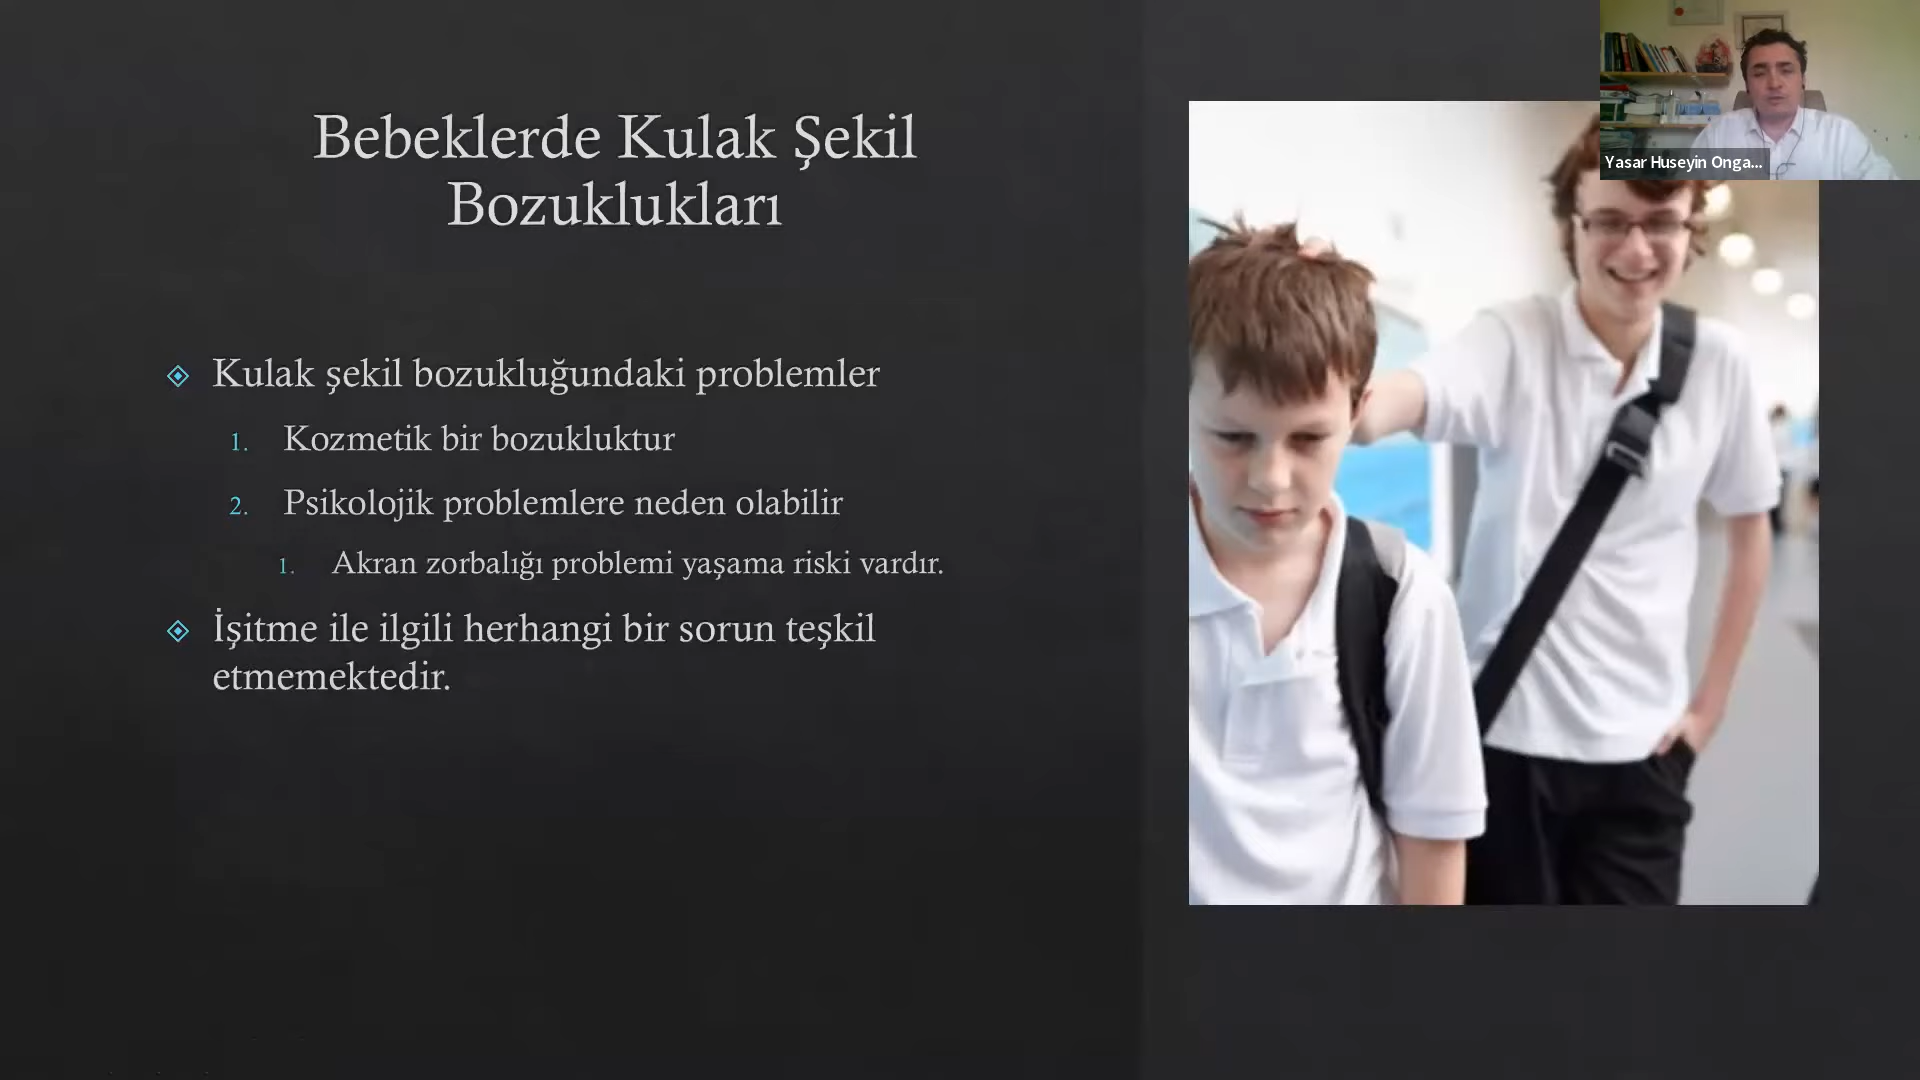 Bebeklerde Kulak Şekil
Bozuklukları
Kulak şekil bozukluğundaki problemler
1. Kozmetik bir bozukluktur
2. Psikolojik problemlere neden olabilir
1. Akran zorbalığı problemi yaşama riski vardır.
İşitme ile ilgili herhangi bir sorun teşkil
etmemektedir.
Yasar Huseyin Onga...